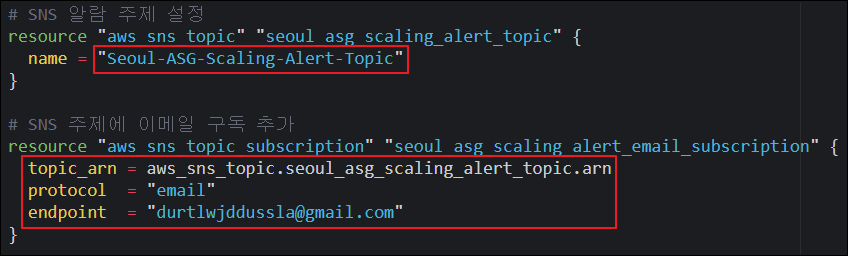 # SNS 알람 주제 설정
resource "aws_sns_topic" "seoul_asg_scaling_alert_topic" {
  name = "Seoul-ASG-Scaling-Alert-Topic"
}
# SNS 주제에 이메일 구독 추가
resource "aws_sns_topic_subscription" "seoul_asg_scaling_alert_email_subscription" {
  topic_arn = aws_sns_topic.seoul_asg_scaling_alert_topic.arn
  protocol  = "email"
  endpoint  = "durtlwjddussla@gmail.com"
}